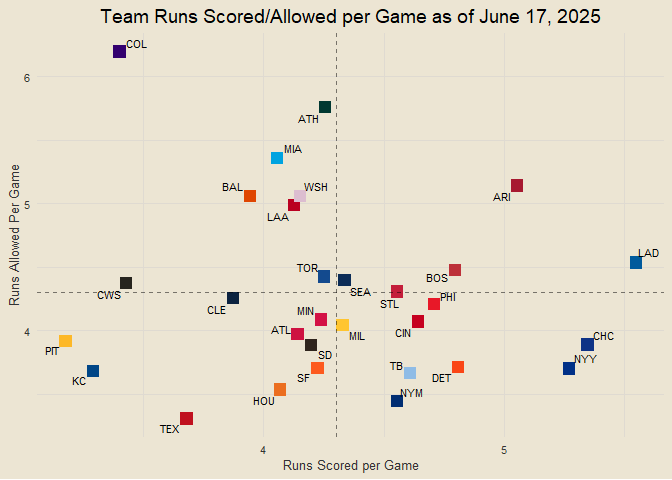 Team Runs Scored/Allowed per Game as of June 17, 2025
COL
6
ATH
MIA
BAL
WSH
ARI
5
LAA
LAD
TOR
BOS
SEA
CWS
PHI
STL
CLE
MIN
ATL
MIL
CIN
4
CHC
PIT
SD
NYY
TB
KC
SF
DET
NYM
HOU
TEX
4
5
Runs Scored per Game
Runs Allowed Per Game